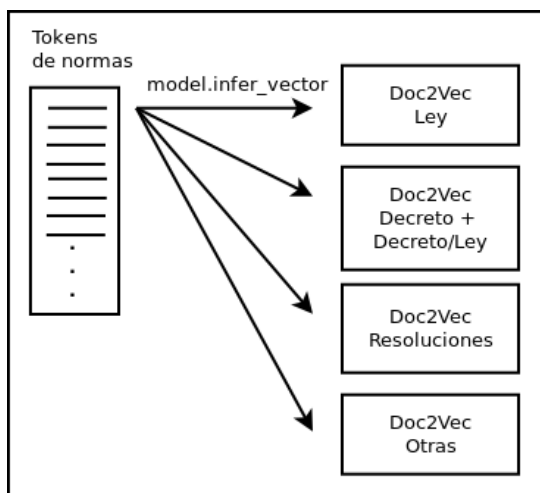 Tokens
de normas
model.infer_vector
Doc2Vec
Ley
Doc2Vec
Decreto +
Decreto/Ley
Doc2Vec
Resoluciones
Doc2Vec
Otras